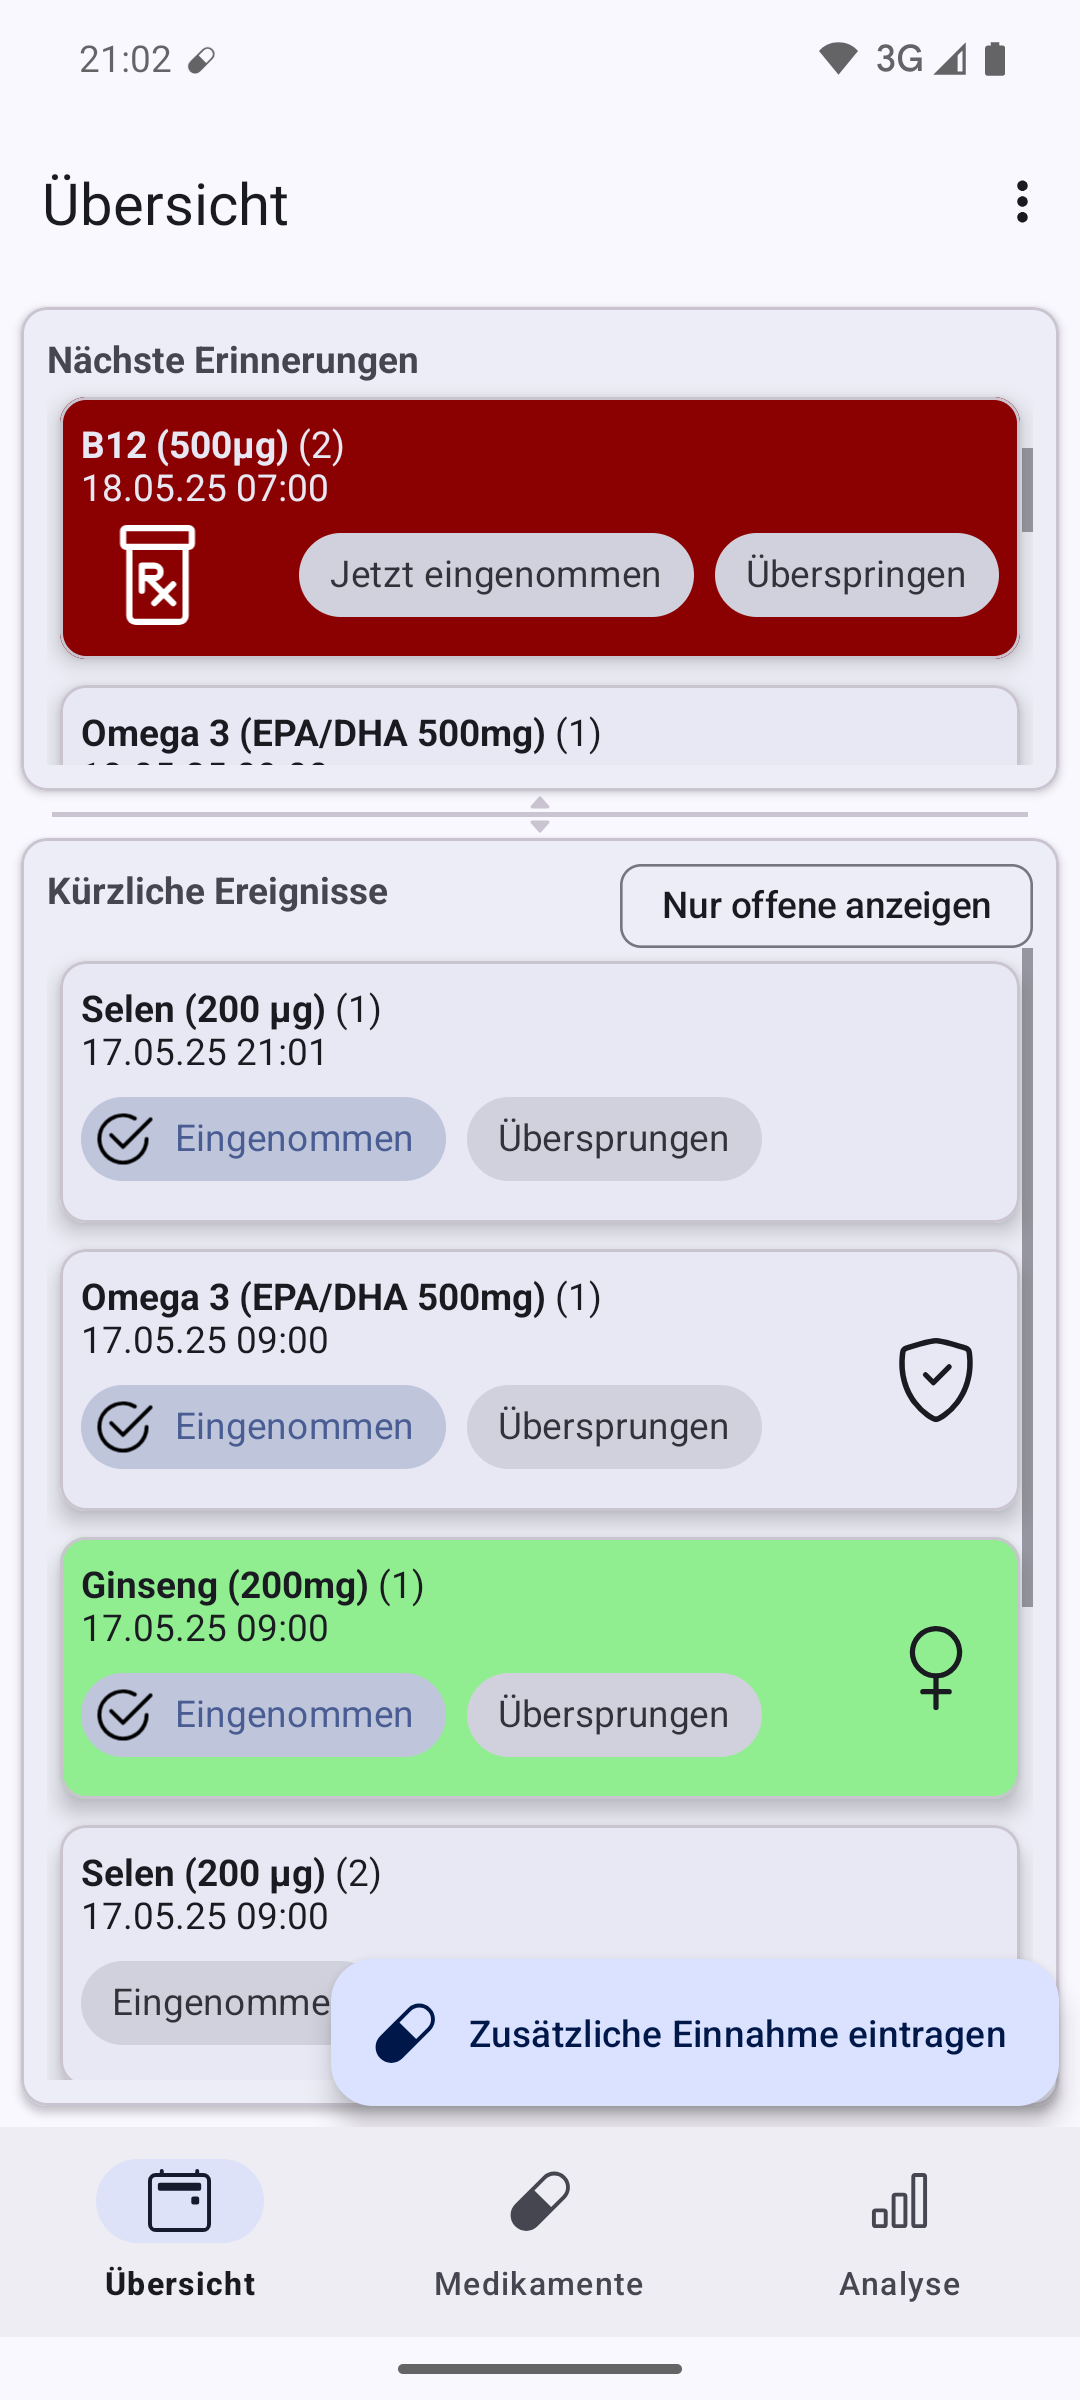 21:02
3G
Übersicht
Nächste Erinnerungen
B12 (500µg) (2)
18.05.25 07:00
Rx
Jetzt eingenommen
Überspringen
Omega 3 (EPA/DHA 500mg) (1)
Kürzliche Ereignisse
Nur offene anzeigen
Selen (200 µg) (1)
17.05.25 21:01
Eingenommen
Übersprungen
Omega 3 (EPA/DHA 500mg) (1)
17.05.25 09:00
Eingenommen
Übersprungen
Ginseng (200mg) (1)
17.05.25 09:00
Eingenommen
Übersprungen
Selen (200 µg) (2)
17.05.25 09:00
Eingenomme
Zusätzliche Einnahme eintragen
Übersicht
Medikamente
Analyse